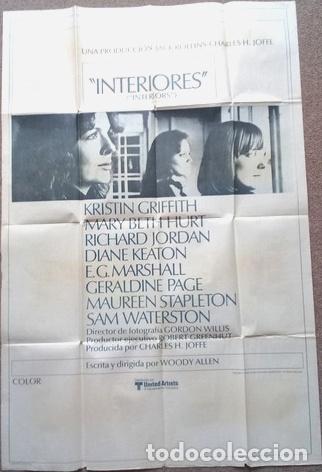 UNA PRODUCCION JACK ROLLINS-CHARLES H. JOFFE
"INTERIORES"
("INTERIORS")
KRISTIN GRIFFITH
MARY BETH HURT
RICHARD JORDAN
DIANE KEATON
E.G. MARSHALL
GERALDINE PAGE
MAUREEN STAPLETON
SAM WATERSTON
Director de fotografía GORDON WILLIS
Productor ejecutivo ROBERT GREENHUT
Producida por CHARLES H. JOFFE
Escrita y dirigida por WOODY ALLEN
COLOR
United Artists
todocoleccion
todocoleccion.net